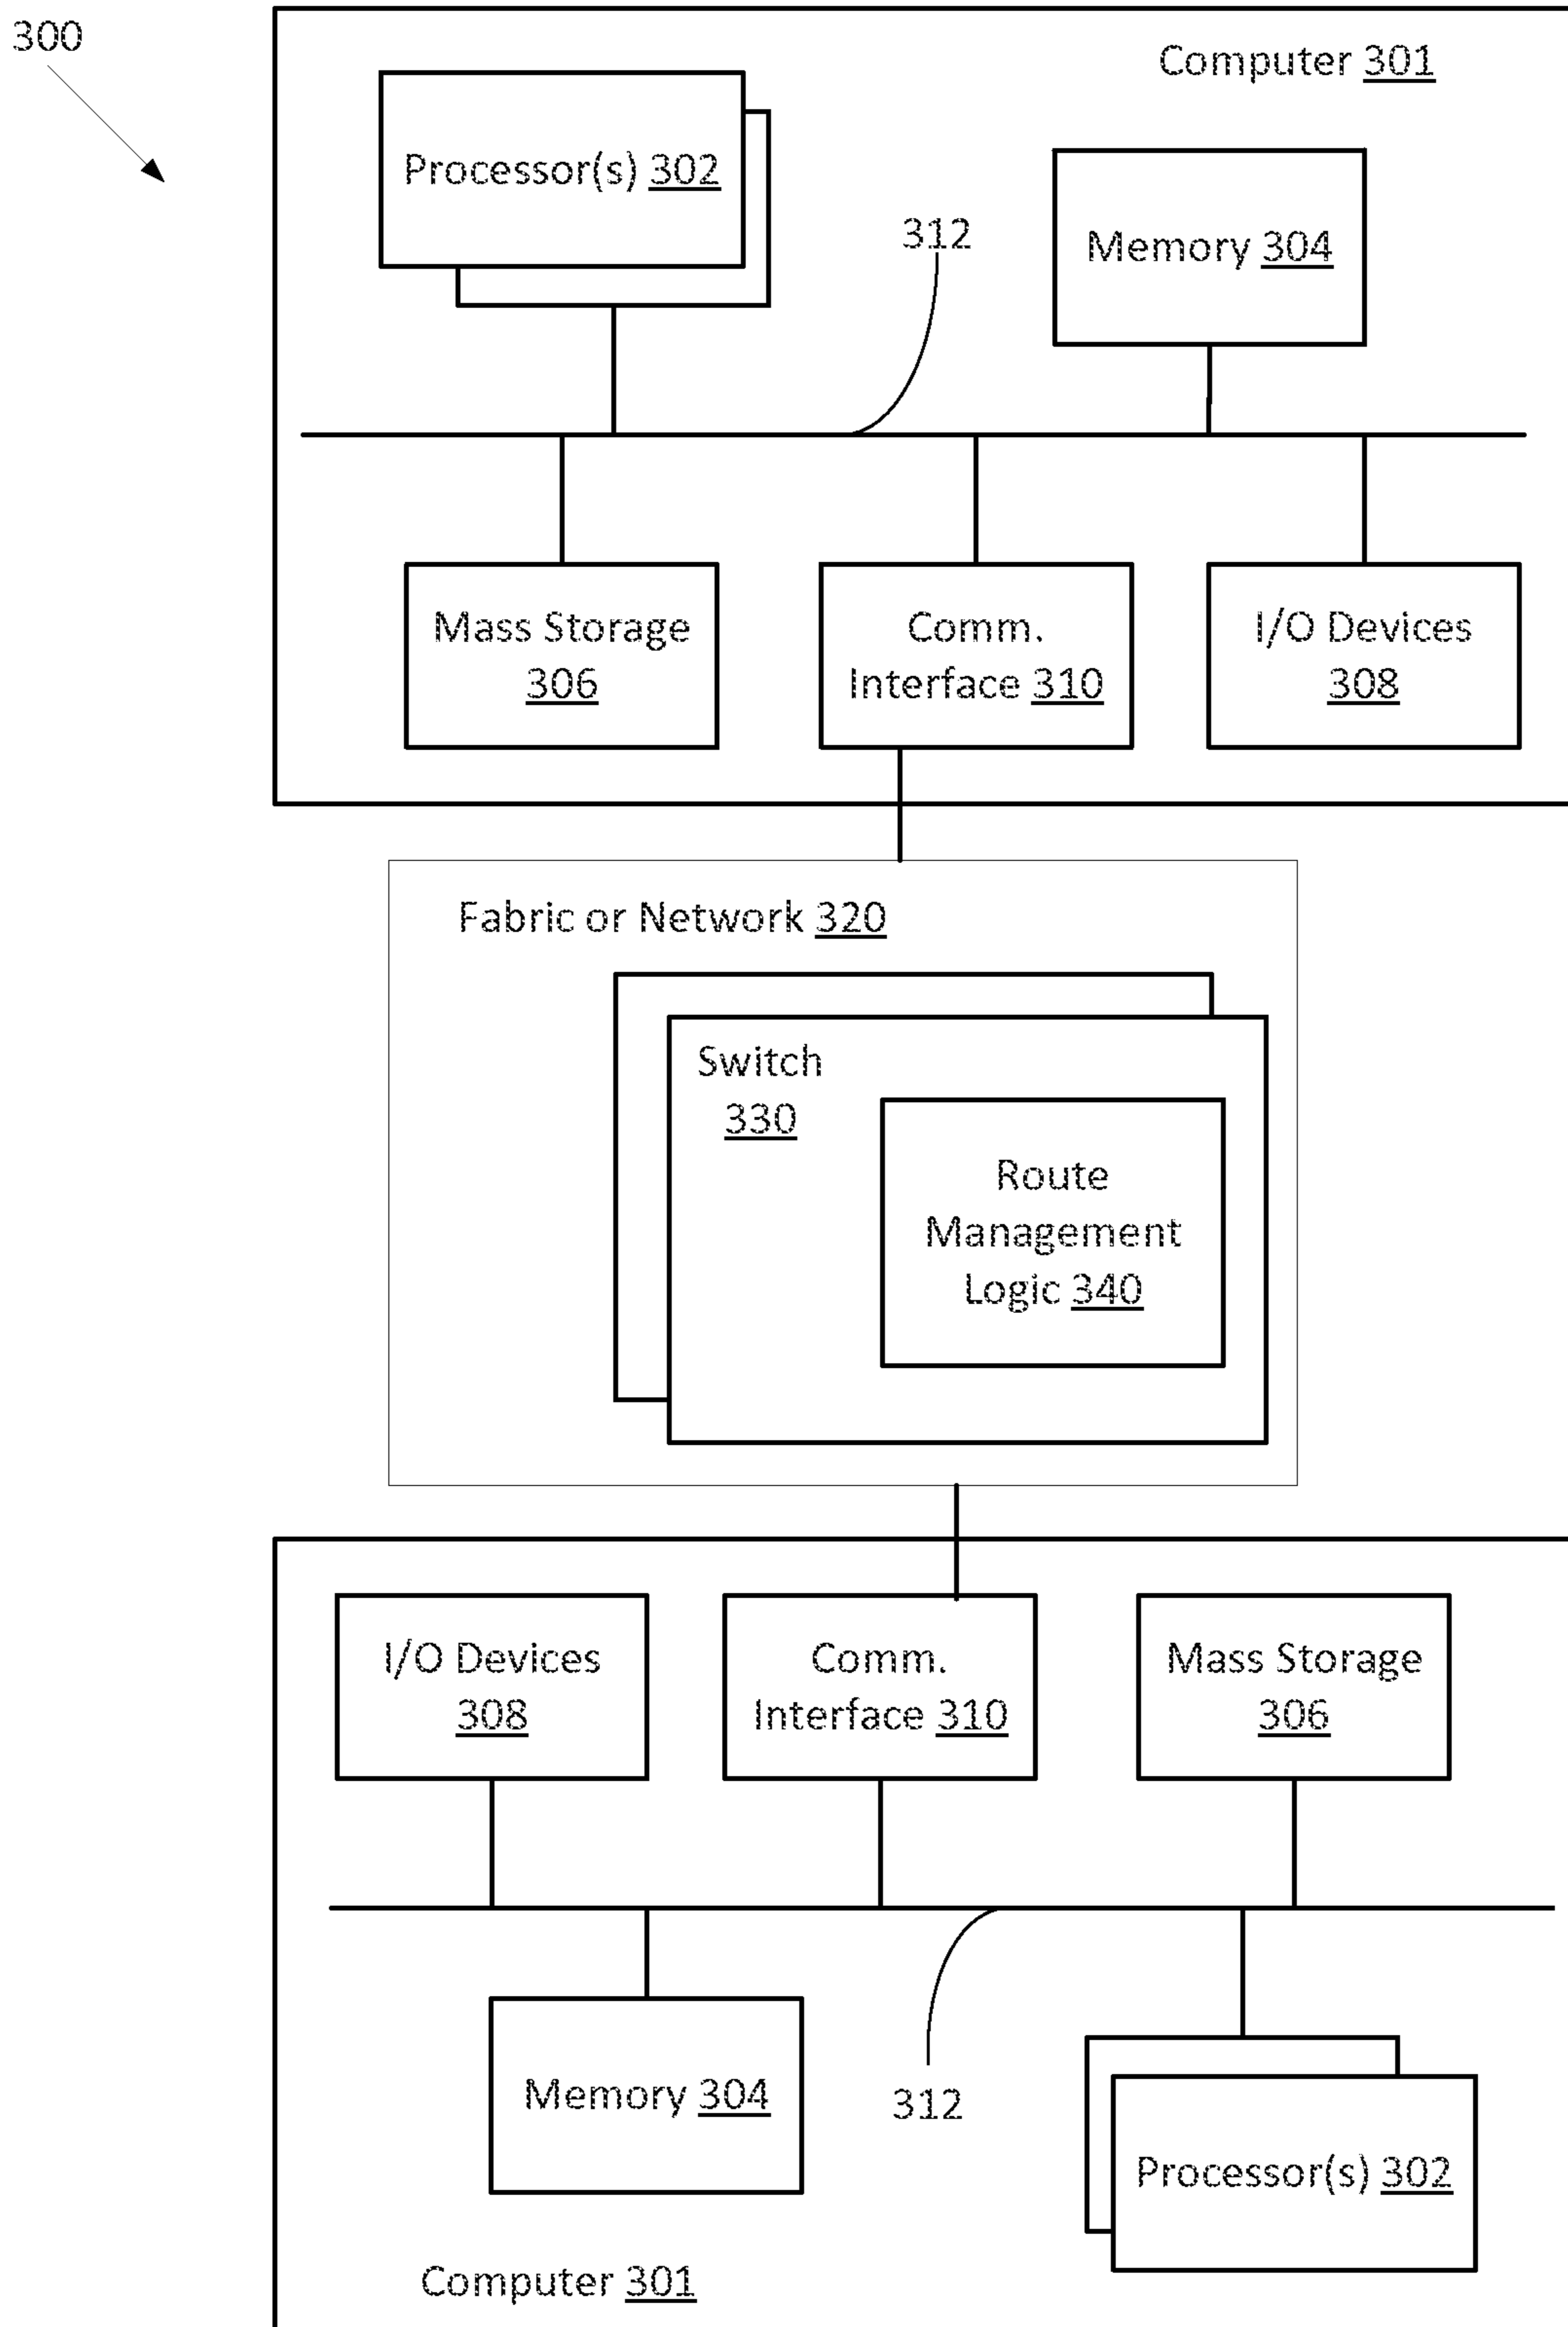 300
Computer 301
Processor(s) 302
312
Memory 304
Mass Storage
306
Comm.
Interface 310
I/O Devices
308
Fabric or Network 320
Switch
330
Route
Management
Logic 340
I/O Devices
308
Comm.
Interface 310
Mass Storage
306
Memory 304
312
Processor(s) 302
Computer 301